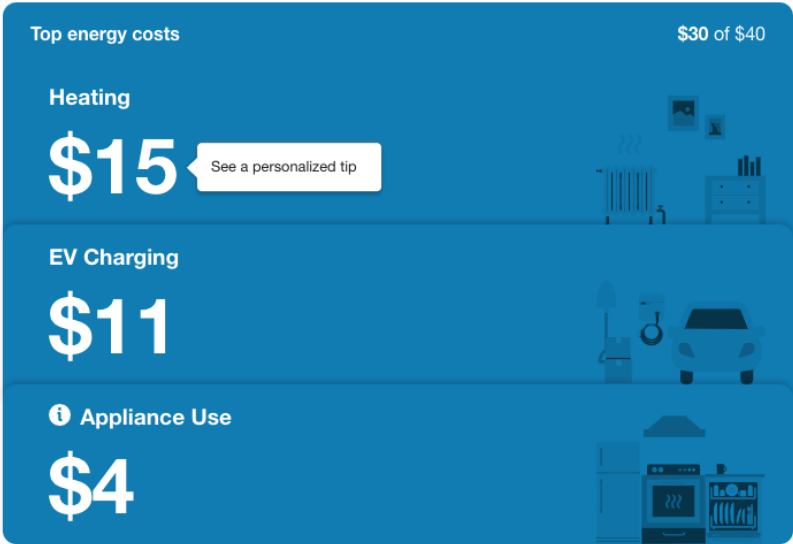 Top energy costs
$30 of $40
Heating
$15
See a personalized tip
EV Charging
$11
Appliance Use
$4